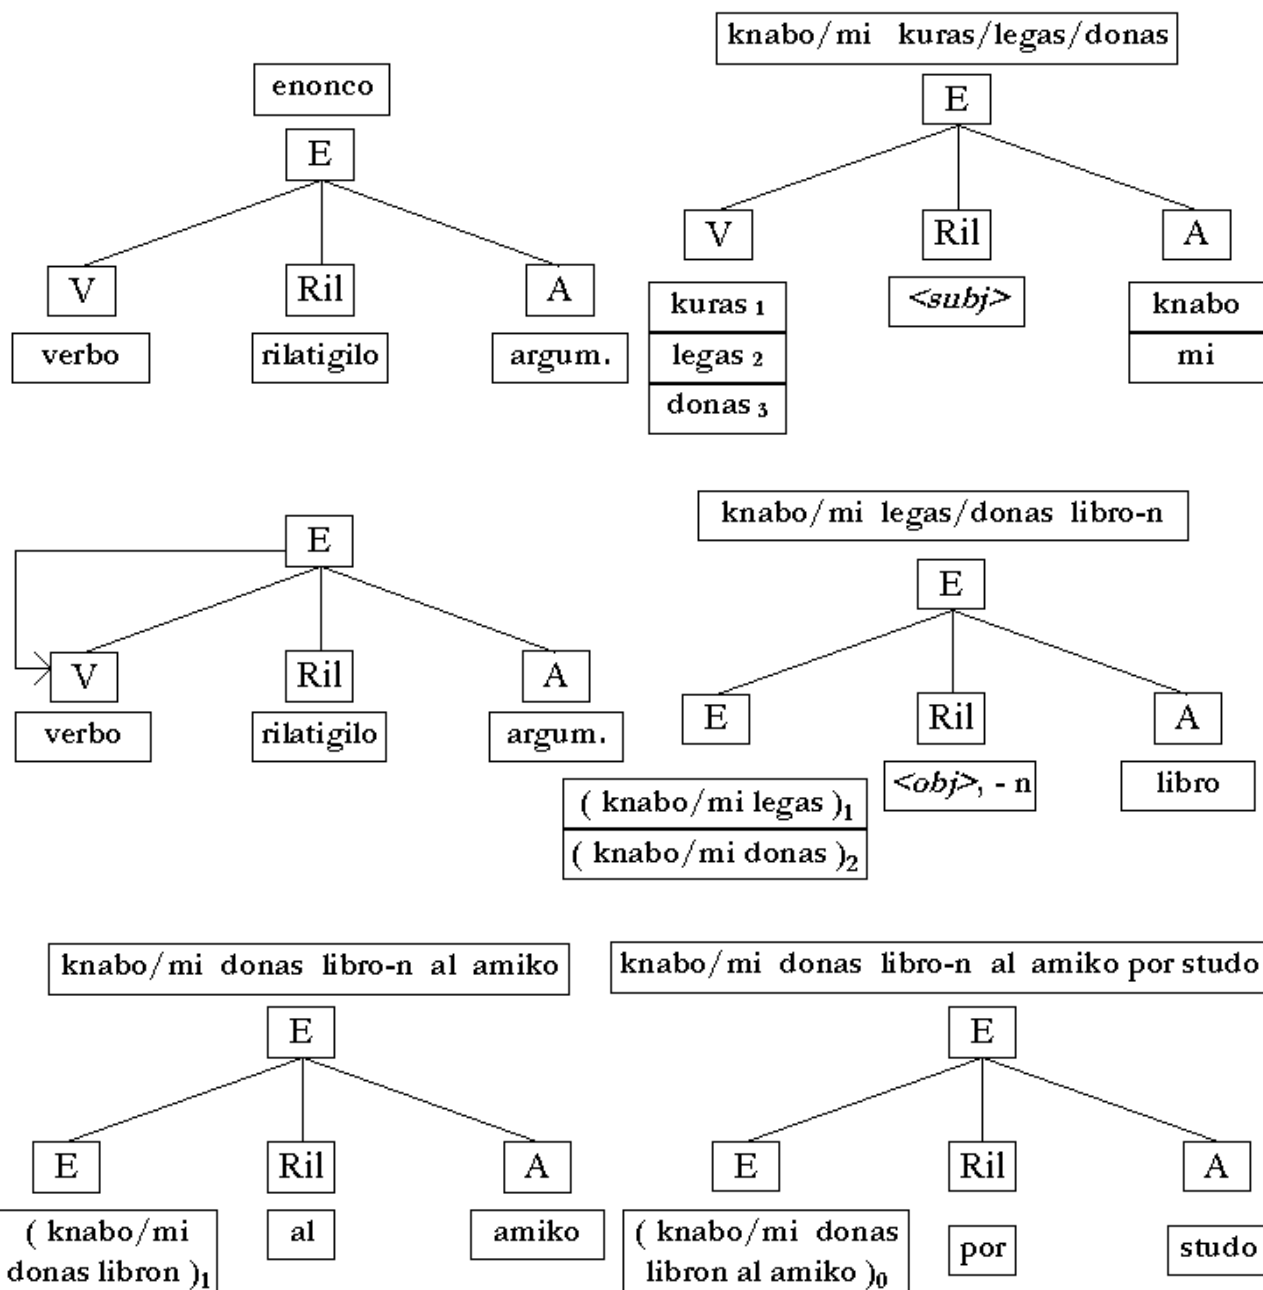 enonco
E
V Ril A
verbo rilatigilo argum.
knabo/mi kuras/legas/donas
E
V Ril A
kuras 1 <subj> knabo
legas 2 mi
donas 3
E
V Ril A
verbo rilatigilo argum.
knabo/mi legas/donas libro-n
E
E Ril A
( knabo/mi legas )1 <obj>, - n libro
( knabo/mi donas )2
knabo/mi donas libro-n al amiko
E
E Ril A
( knabo/mi al amiko
donas libron )1
knabo/mi donas libro-n al amiko por studo
E
E Ril A
( knabo/mi donas por studo
libron al amiko )0